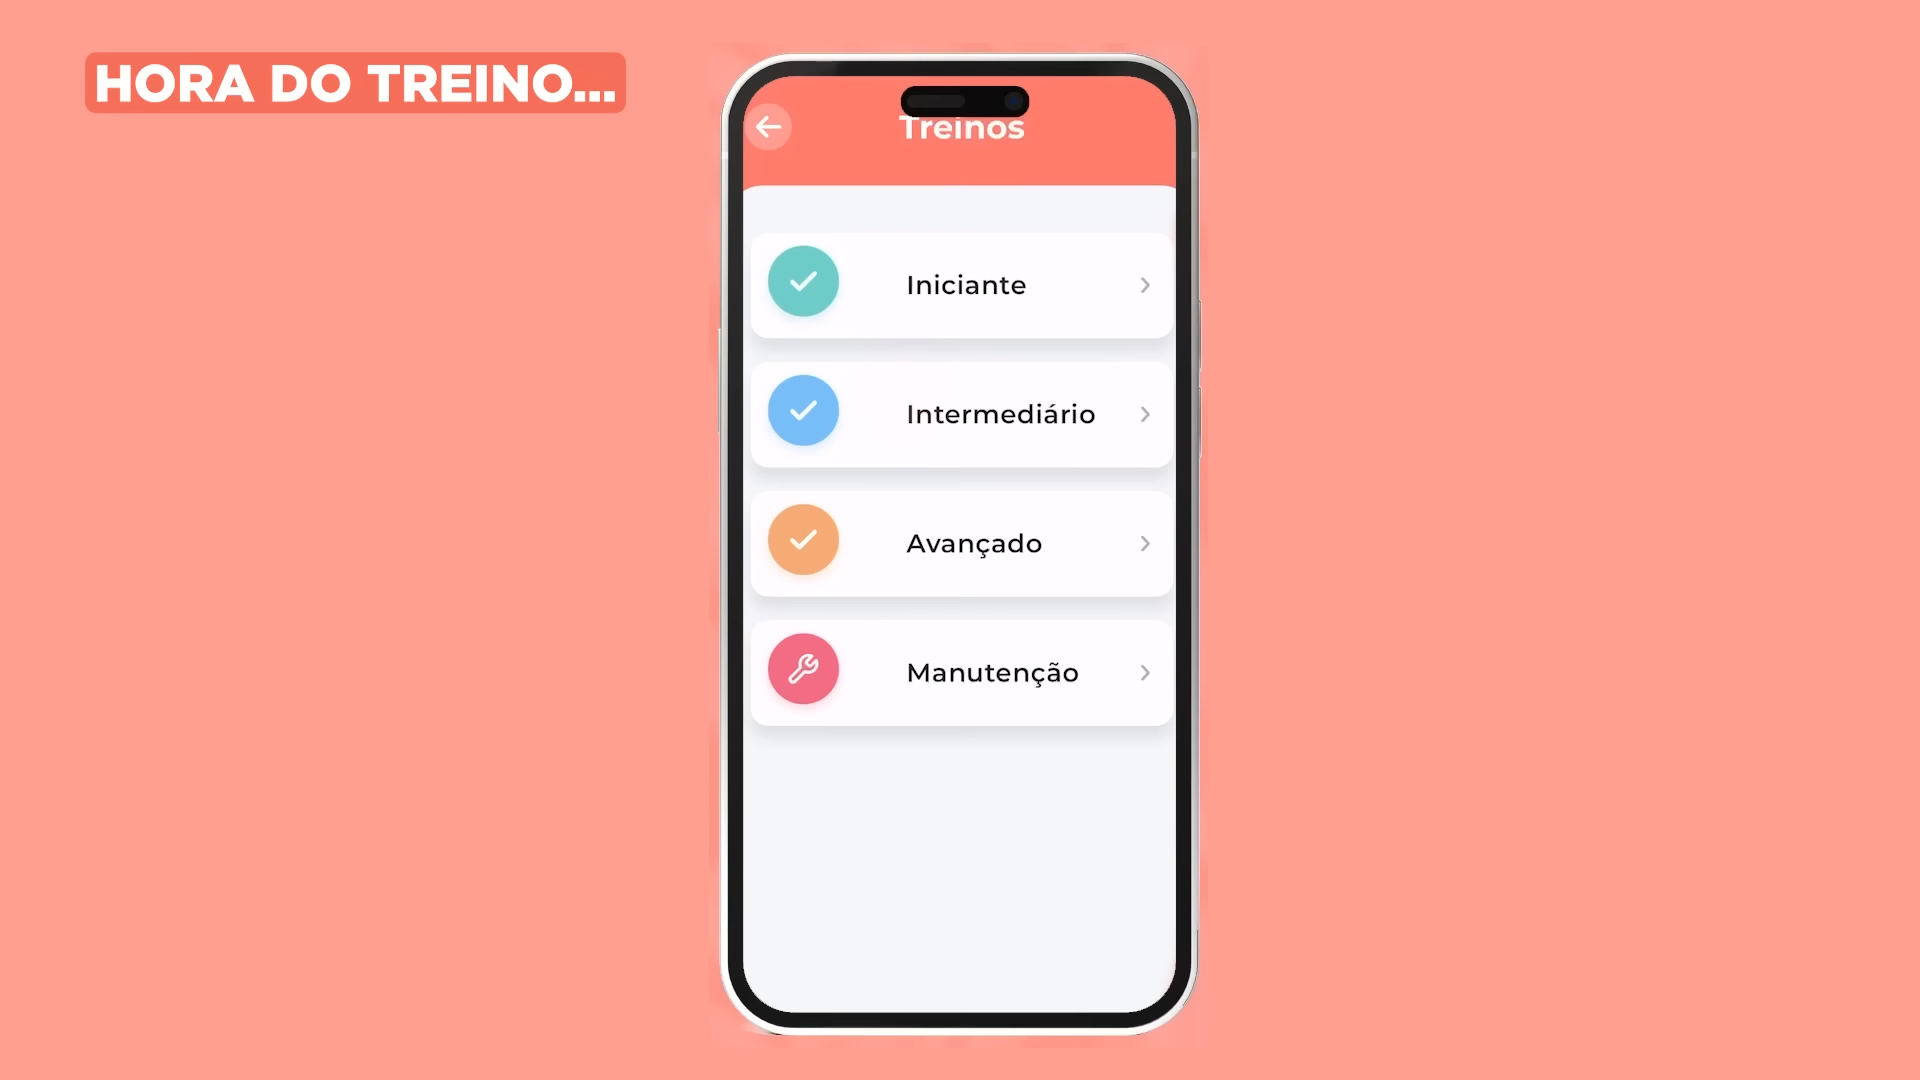 HORA DO TREINO...
Treinos
Iniciante
Intermediário
Avançado
Manutenção